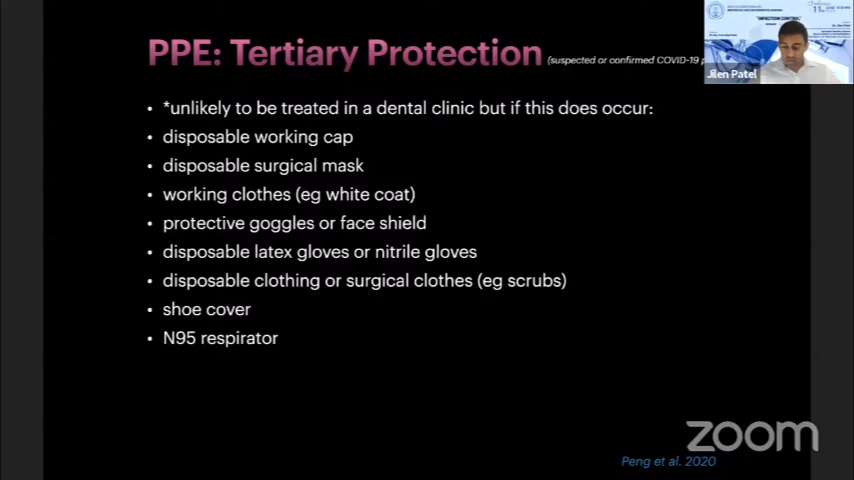 PPE: Tertiary Protection (suspected or confirmed COVID-19 p
• *unlikely to be treated in a dental clinic but if this does occur:
• disposable working cap
• disposable surgical mask
• working clothes (eg white coat)
• protective goggles or face shield
• disposable latex gloves or nitrile gloves
• disposable clothing or surgical clothes (eg scrubs)
• shoe cover
• N95 respirator
"INFECTION CONTROL"
Jilen Patel
zoom
Peng et al. 2020